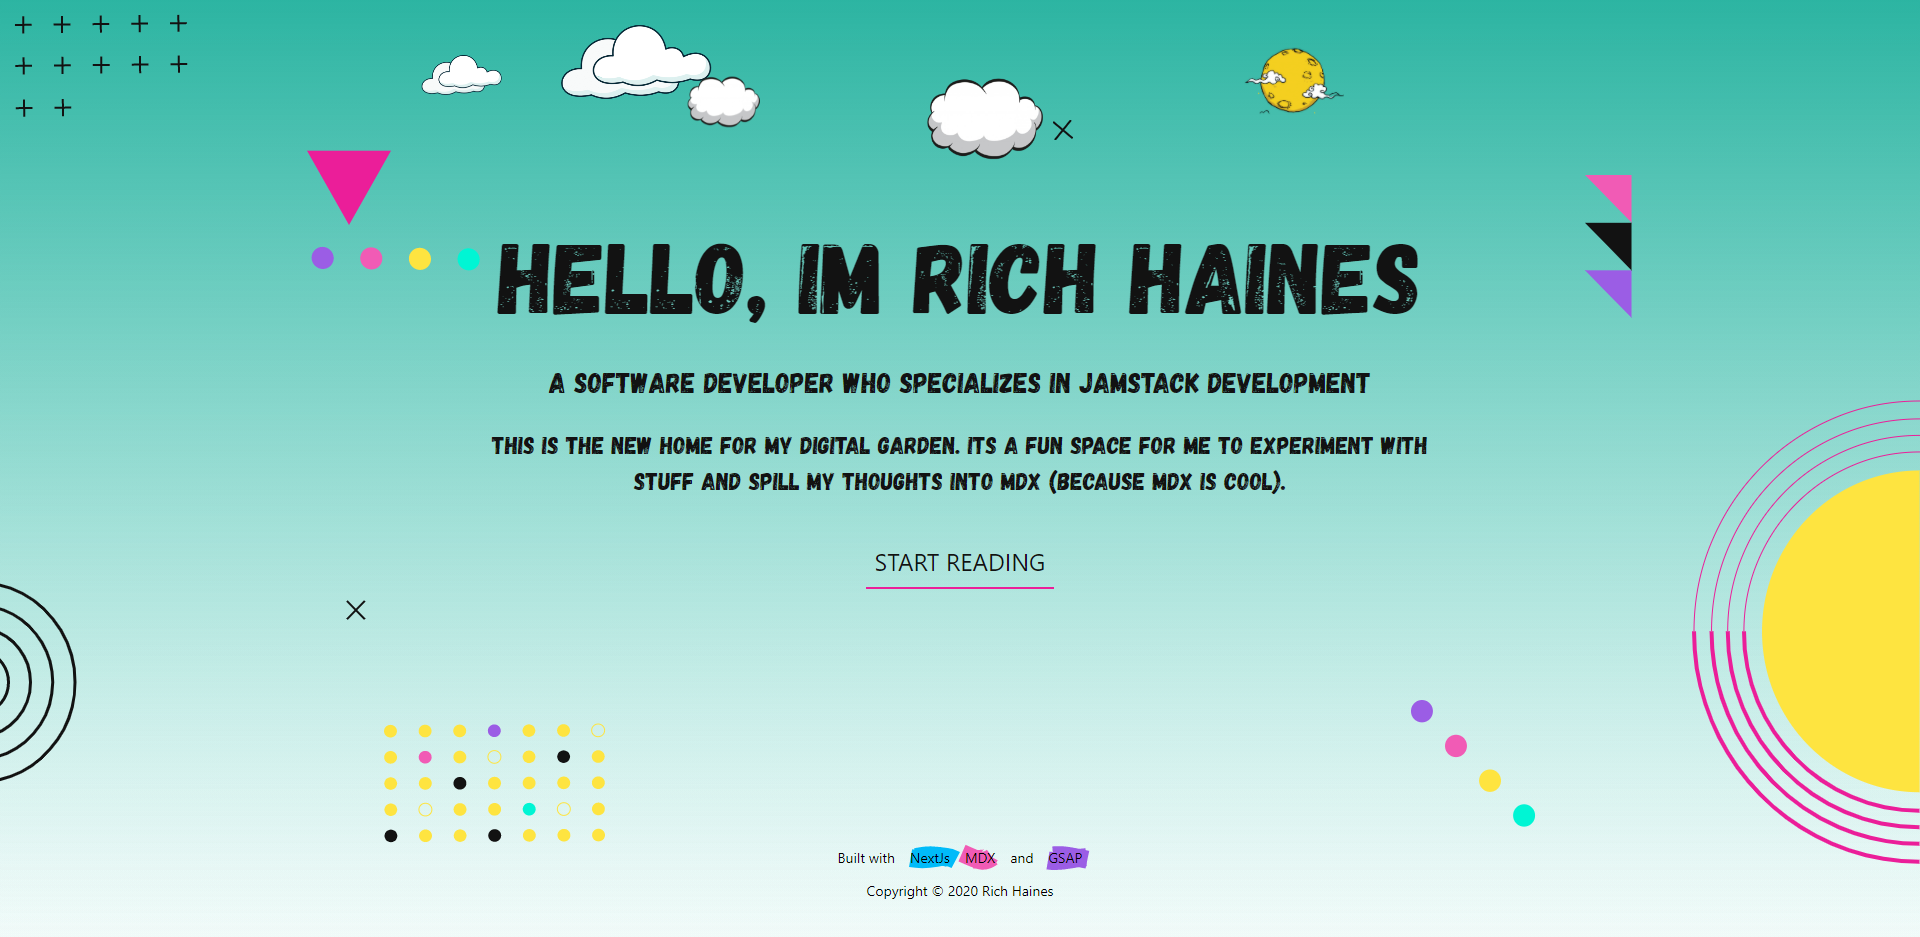 HELLO, IM RICH HAINES
A SOFTWARE DEVELOPER WHO SPECIALIZES IN JAMSTACK DEVELOPMENT
THIS IS THE NEW HOME FOR MY DIGITAL GARDEN. ITS A FUN SPACE FOR ME TO EXPERIMENT WITH
STUFF AND SPILL MY THOUGHTS INTO MDX (BECAUSE MDX IS COOL).
START READING
Built with NextJs MDX and GSAP
Copyright © 2020 Rich Haines